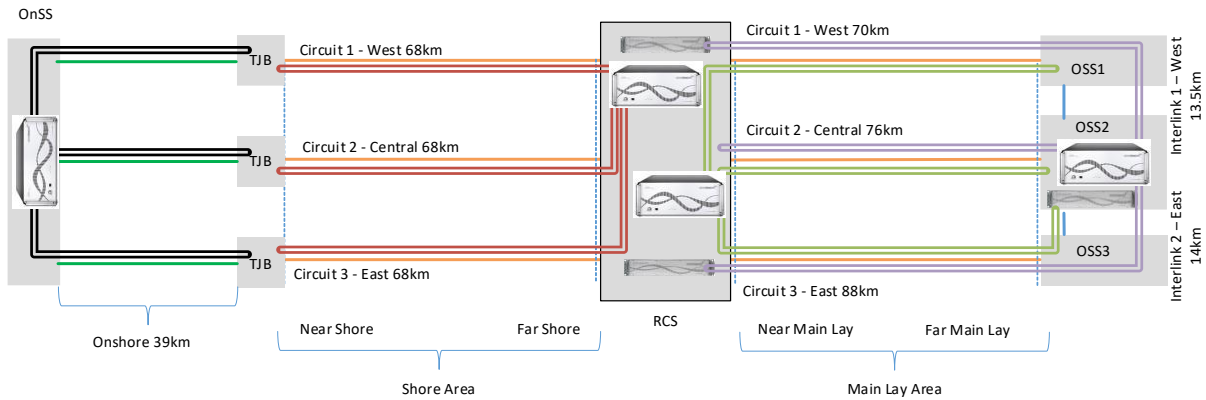 OnSS
TJB
TJB
TJB
Circuit 1 - West 68km
Circuit 2 - Central 68km
Circuit 3 - East 68km
Circuit 1 - West 70km
Circuit 2 - Central 76km
Circuit 3 - East 88km
OSS1
OSS2
OSS3
Interlink 1 – West
13.5km
Interlink 2 – East
14km
RCS
Onshore 39km
Near Shore
Far Shore
Near Main Lay
Far Main Lay
Shore Area
Main Lay Area